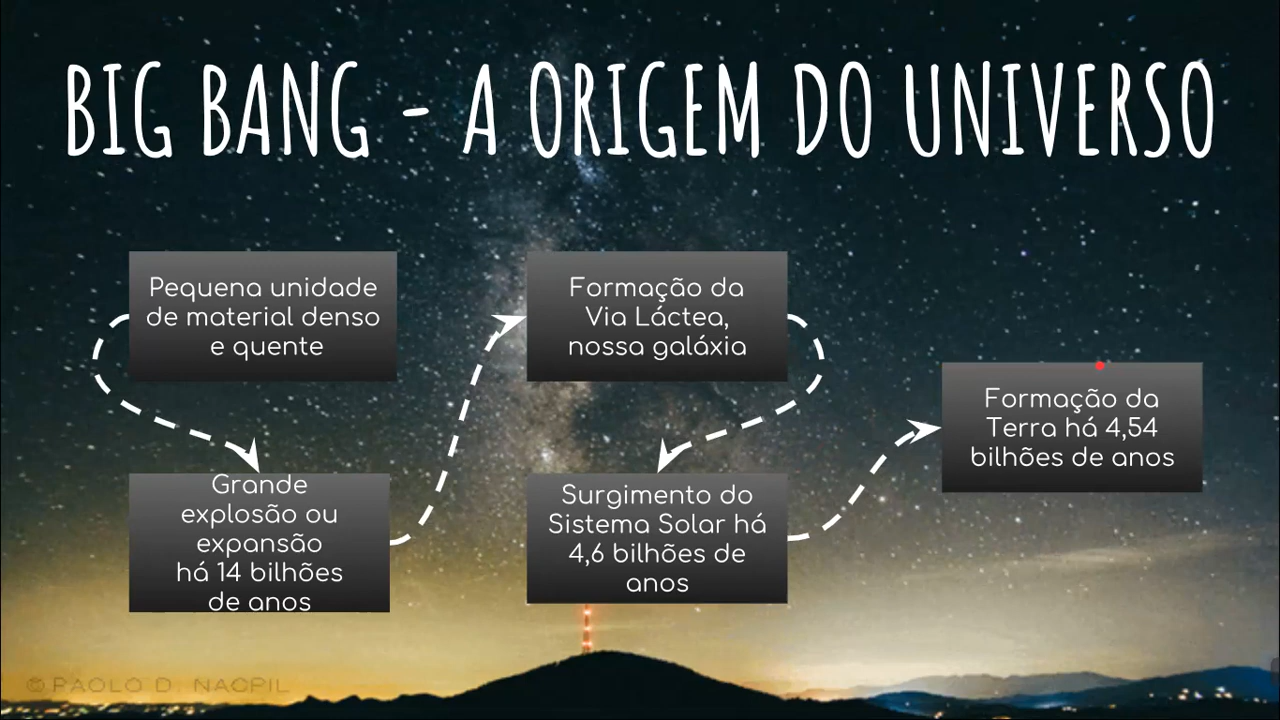 BIG BANG - A ORIGEM DO UNIVERSO
Pequena unidade
de material denso
e quente
Grande
explosão ou
expansão
há 14 bilhões
de anos
Formação da
Via Láctea,
nossa galáxia
Surgimento do
Sistema Solar há
4,6 bilhões de
anos
Formação da
Terra há 4,54
bilhões de anos
© PAOLO D. NACPIL